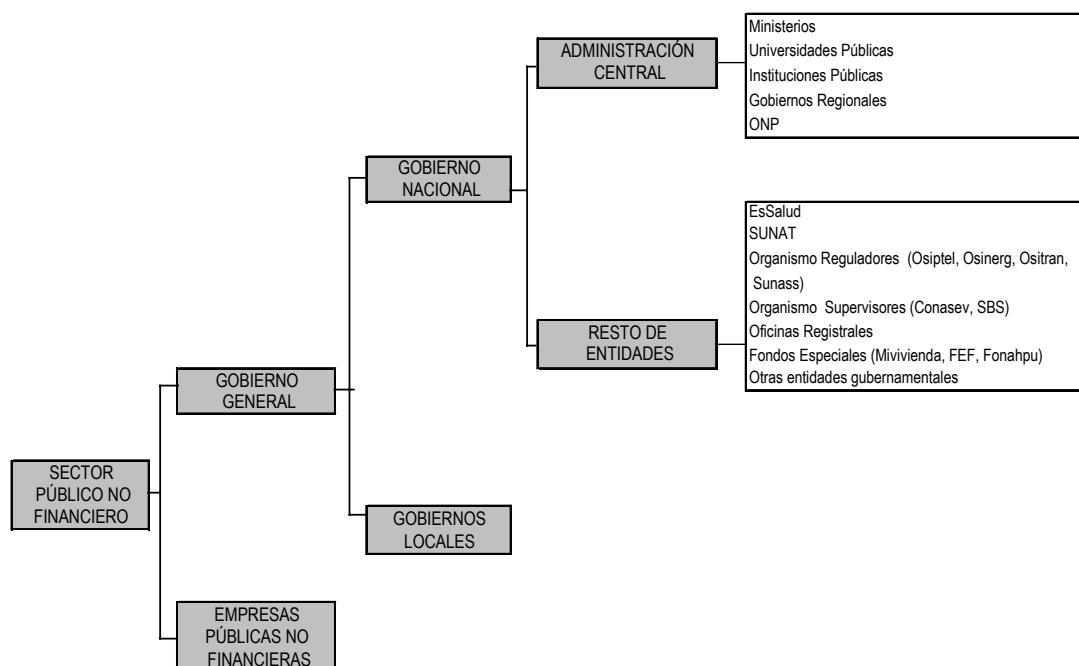 ADMINISTRACIÓN
CENTRAL
Ministerios
Universidades Públicas
Instituciones Públicas
Gobiernos Regionales
ONP
GOBIERNO
NACIONAL
EsSalud
SUNAT
Organismo Reguladores (Osiptel, Osinerg, Ositran,
Sunass)
Organismo Supervisores (Conasev, SBS)
Oficinas Registrales
Fondos Especiales (Mivivienda, FEF, Fonahpu)
Otras entidades gubernamentales
RESTO DE
ENTIDADES
GOBIERNO
GENERAL
SECTOR
PÚBLICO NO
FINANCIERO
GOBIERNOS
LOCALES
EMPRESAS
PÚBLICAS NO
FINANCIERAS